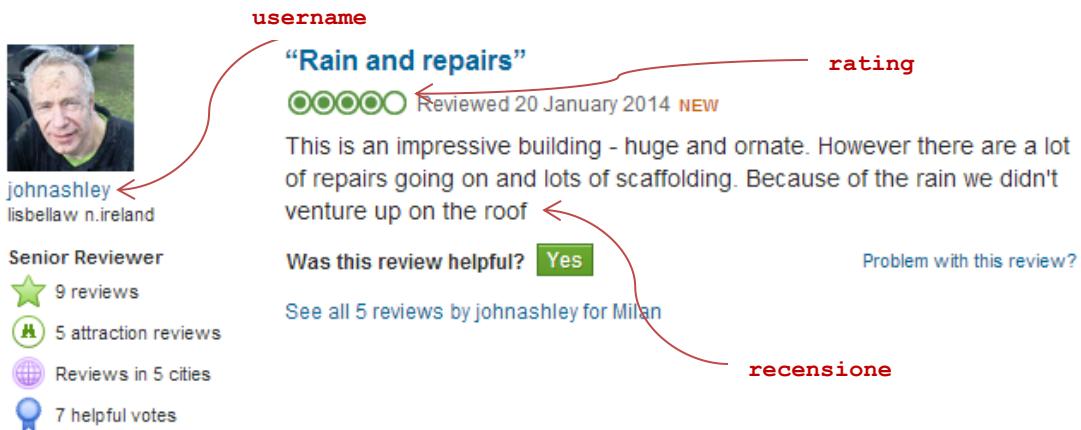 username
“Rain and repairs”
rating
Reviewed 20 January 2014 NEW
This is an impressive building - huge and ornate. However there are a lot
of repairs going on and lots of scaffolding. Because of the rain we didn't
venture up on the roof
johnashley
lisbellaw n.ireland
Senior Reviewer
9 reviews
5 attraction reviews
Reviews in 5 cities
7 helpful votes
Was this review helpful? Yes
Problem with this review?
See all 5 reviews by johnashley for Milan
recensione